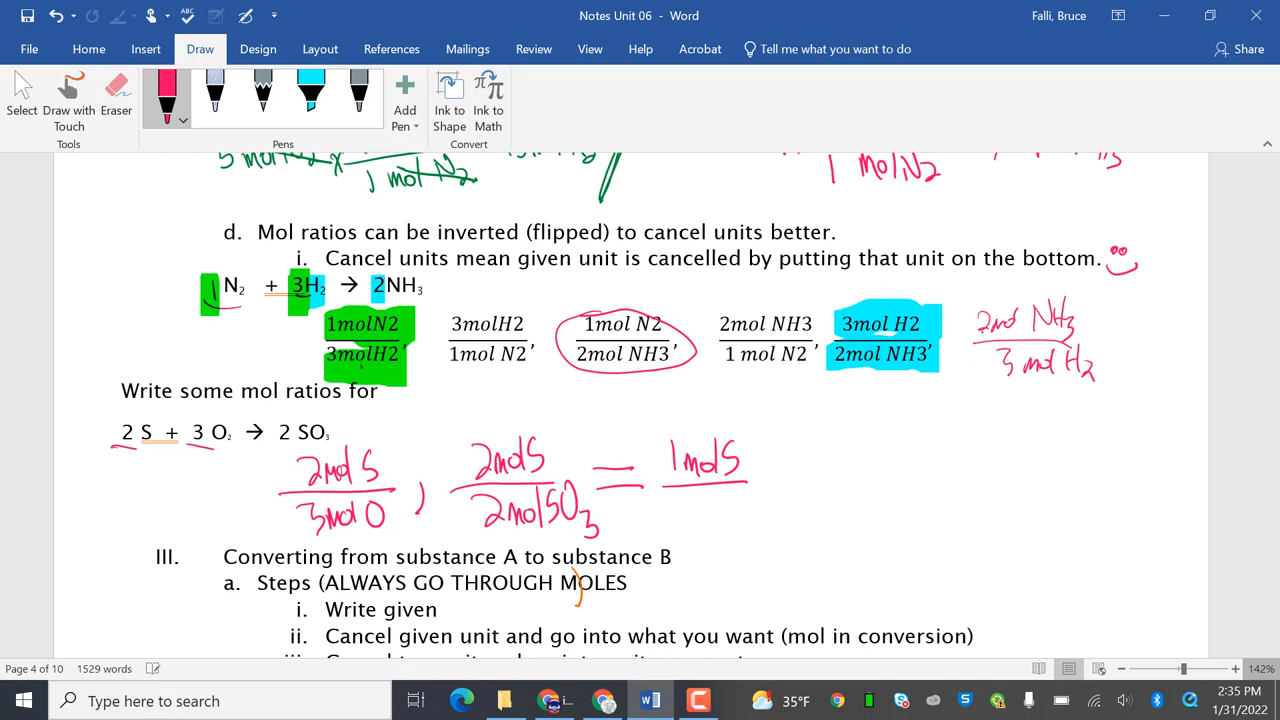 Notes Unit 06 - Word
Falli, Bruce
File Home Insert Draw Design Layout References Mailings Review View Help Acrobat Tell me what you want to do Share
Select Draw with Touch Eraser Add Pen Ink to Shape Ink to Math
Tools Pens Convert
1 mol N2
1 mol N2
d. Mol ratios can be inverted (flipped) to cancel units better.
i. Cancel units mean given unit is cancelled by putting that unit on the bottom.
1 N2 + 3H2 → 2NH3
1molN2 3molH2 1mol N2 2mol NH3 3mol H2 2mol NH3
3molH2, 1mol N2, 2mol NH3, 1 mol N2, 2mol NH3, 3 mol H2
Write some mol ratios for
2 S + 3 O2 → 2 SO3
2mol S 2mol S = 1mol S
3mol O , 2mol SO3
III. Converting from substance A to substance B
a. Steps (ALWAYS GO THROUGH MOLES )
i. Write given
ii. Cancel given unit and go into what you want (mol in conversion)
Page 4 of 10 1529 words 142%
Type here to search 35°F 2:35 PM
1/31/2022